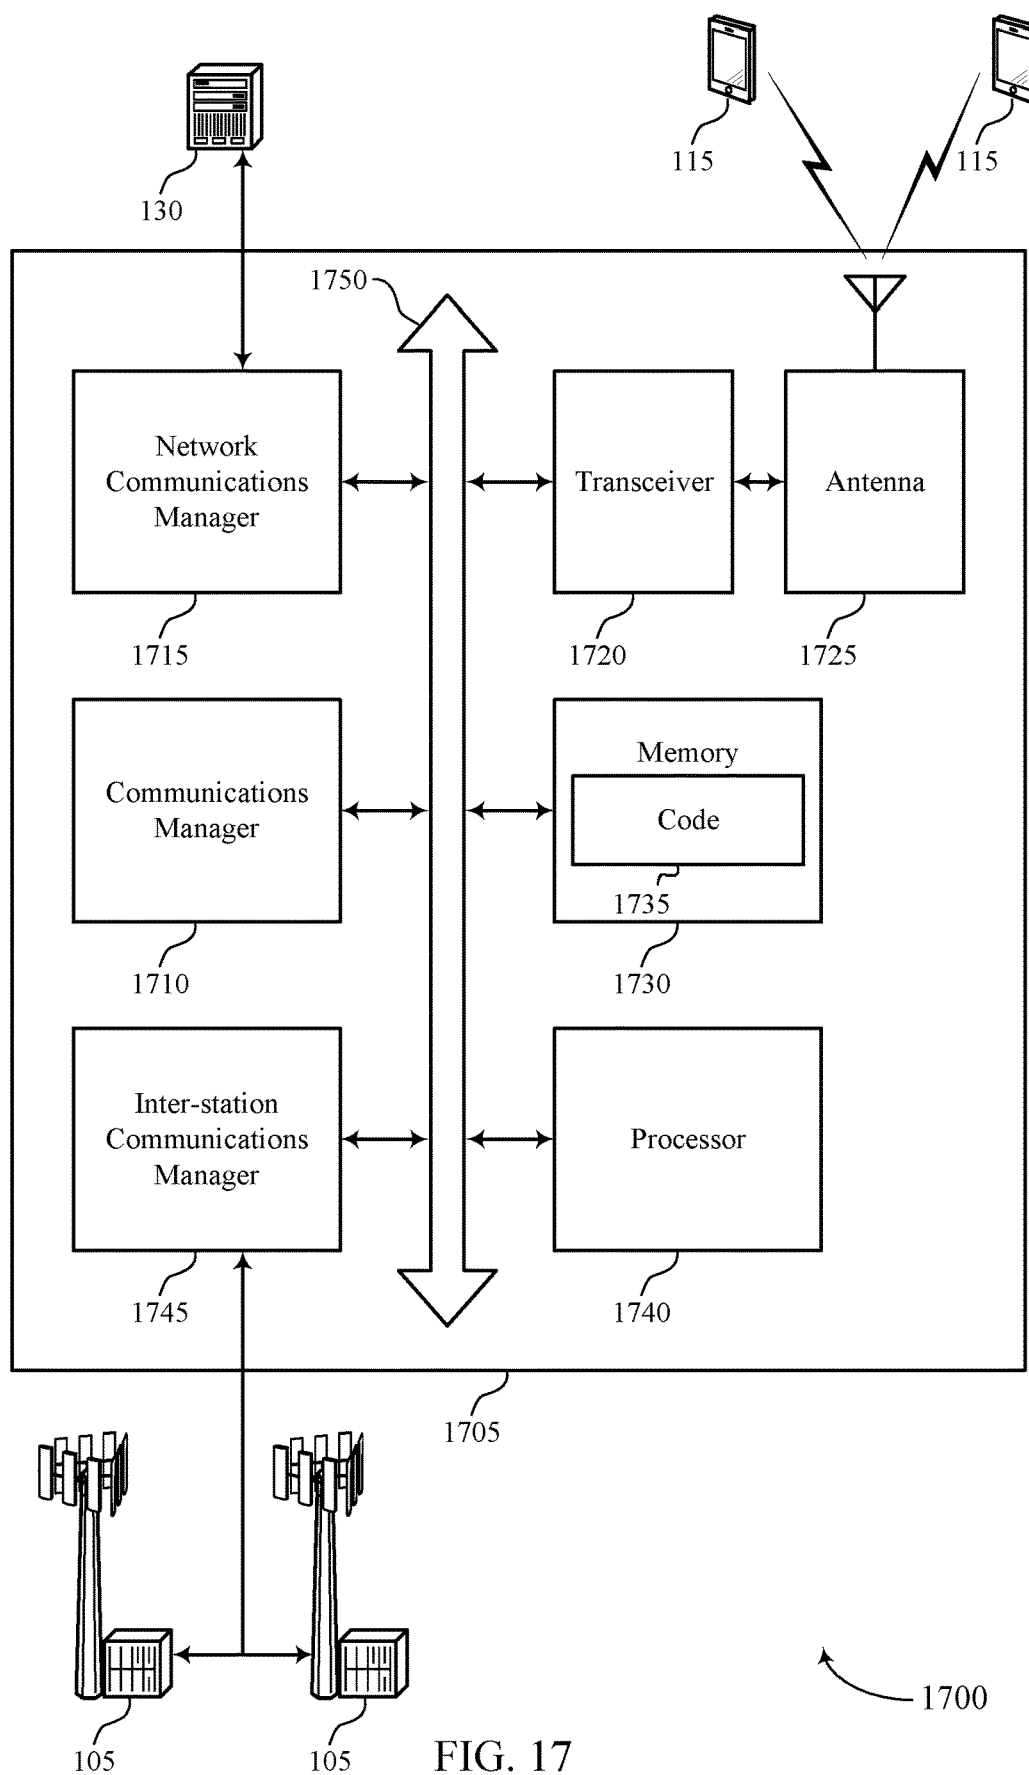 115
115
130
1750
Network
Communications
Manager
Transceiver
Antenna
1715
1720
1725
Communications
Manager
Memory
Code
1735
1710
1730
Inter-station
Communications
Manager
Processor
1745
1740
1705
1700
105
105
FIG. 17